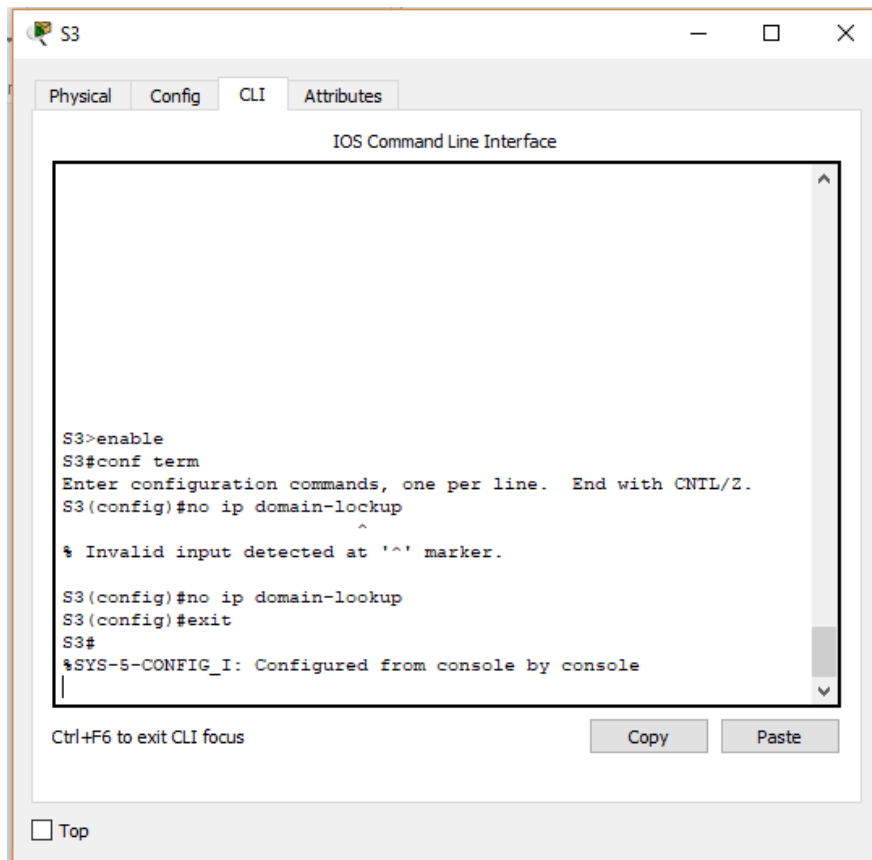 S3
Physical Config CLI Attributes
IOS Command Line Interface
S3>enable
S3#conf term
Enter configuration commands, one per line.  End with CNTL/Z.
S3(config)#no ip domain-lockup
^
% Invalid input detected at '^' marker.
S3(config)#no ip domain-lookup
S3(config)#exit
S3#
%SYS-5-CONFIG_I: Configured from console by console
Ctrl+F6 to exit CLI focus Copy Paste
Top